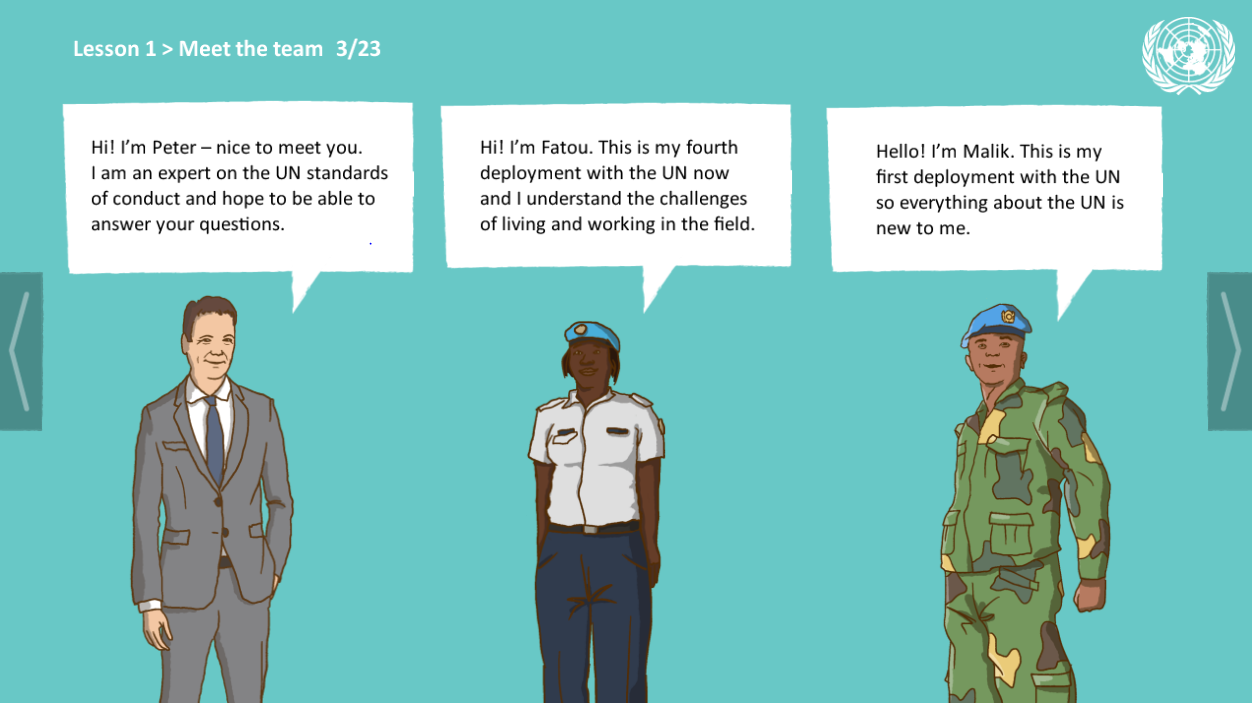 Lesson 1 > Meet the team 3/23
Hi! I’m Peter – nice to meet you.
I am an expert on the UN standards
of conduct and hope to be able to
answer your questions.
Hi! I’m Fatou. This is my fourth
deployment with the UN now
and I understand the challenges
of living and working in the field.
Hello! I’m Malik. This is my
first deployment with the UN
so everything about the UN is
new to me.